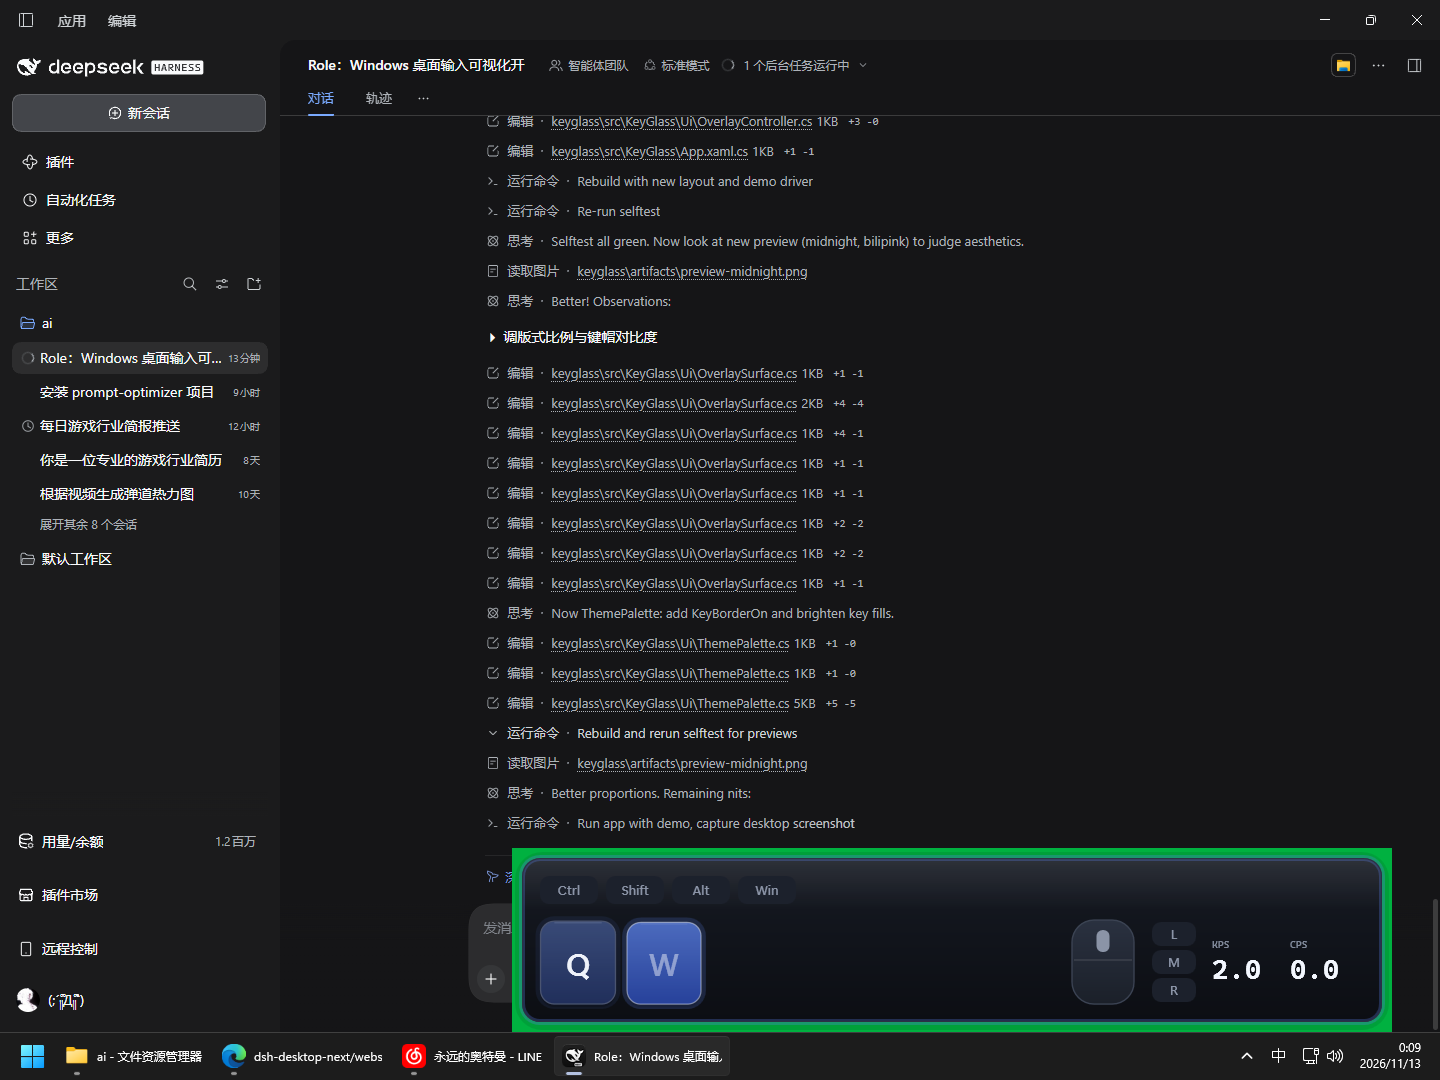 应用 编辑
deepseek HARNESS
新会话
插件
自动化任务
更多
工作区
ai
Role：Windows 桌面输入可... 13分钟
安装 prompt-optimizer 项目 9小时
每日游戏行业简报推送 12小时
你是一位专业的游戏行业简历 8天
根据视频生成弹道热力图 10天
展开其余 8 个会话
默认工作区
用量/余额 1.2百万
插件市场
远程控制
Role：Windows 桌面输入可视化开 智能体团队 标准模式 1 个后台任务运行中
对话 轨迹 ...
编辑 · keyglass\src\KeyGlass\Ui\OverlayController.cs 1KB +3 -0
编辑 · keyglass\src\KeyGlass\App.xaml.cs 1KB +1 -1
运行命令 · Rebuild with new layout and demo driver
运行命令 · Re-run selftest
思考 · Selftest all green. Now look at new preview (midnight, bilipink) to judge aesthetics.
读取图片 · keyglass\artifacts\preview-midnight.png
思考 · Better! Observations:
调版式比例与键帽对比度
编辑 · keyglass\src\KeyGlass\Ui\OverlaySurface.cs 1KB +1 -1
编辑 · keyglass\src\KeyGlass\Ui\OverlaySurface.cs 2KB +4 -4
编辑 · keyglass\src\KeyGlass\Ui\OverlaySurface.cs 1KB +4 -1
编辑 · keyglass\src\KeyGlass\Ui\OverlaySurface.cs 1KB +1 -1
编辑 · keyglass\src\KeyGlass\Ui\OverlaySurface.cs 1KB +1 -1
编辑 · keyglass\src\KeyGlass\Ui\OverlaySurface.cs 1KB +2 -2
编辑 · keyglass\src\KeyGlass\Ui\OverlaySurface.cs 1KB +2 -2
编辑 · keyglass\src\KeyGlass\Ui\OverlaySurface.cs 1KB +1 -1
思考 · Now ThemePalette: add KeyBorderOn and brighten key fills.
编辑 · keyglass\src\KeyGlass\Ui\ThemePalette.cs 1KB +1 -0
编辑 · keyglass\src\KeyGlass\Ui\ThemePalette.cs 1KB +1 -0
编辑 · keyglass\src\KeyGlass\Ui\ThemePalette.cs 5KB +5 -5
运行命令 · Rebuild and rerun selftest for previews
读取图片 · keyglass\artifacts\preview-midnight.png
思考 · Better proportions. Remaining nits:
运行命令 · Run app with demo, capture desktop screenshot
发消
Ctrl Shift Alt Win
Q W
L
M
R
KPS CPS
2.0 0.0
ai - 文件资源管理器
dsh-desktop-next/webs
永远的奥特曼 - LINE
Role：Windows 桌面输
中
0:09
2026/11/13